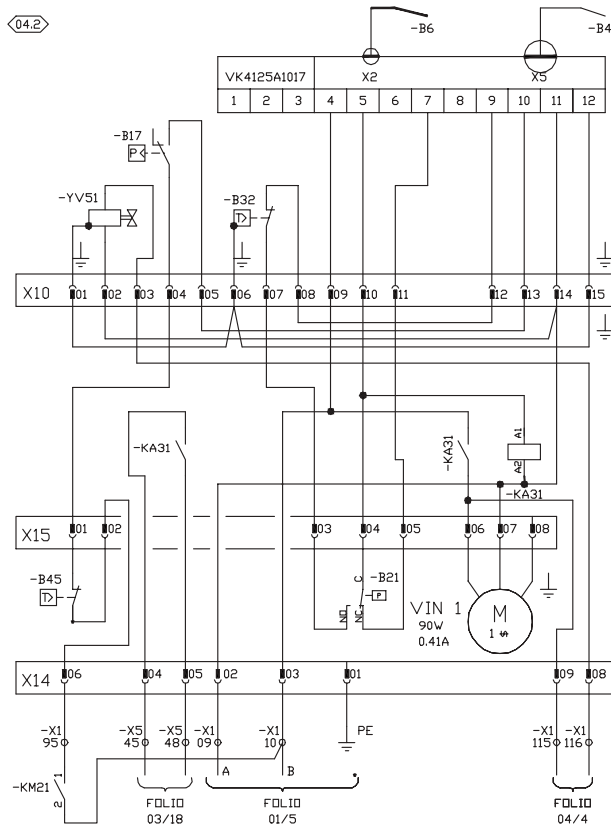 04.2
-B6
-B4
VK4125A1017 X2 X5
1 2 3 4 5 6 7 8 9 10 11 12
-B17
P<
-YV51
-B32
T>
X10 01 02 03 04 05 06 07 08 09 10 11 12 13 14 15
-KA31
-KA31
A1
A2
-KA31
X15 01 02 03 04 05 06 07 08
-B45
T>
C
-B21
P
NO
NC
VIN 1
90W
0.41A
M
1
X14 06 04 05 02 03 01 09 08
-X1
95
-X5
45
-X5
48
-X1
09
-X1
10
PE
-X1
115
-X1
116
-KM21
1
2
A B
FOLIO
03/18
FOLIO
01/5
FOLIO
04/4